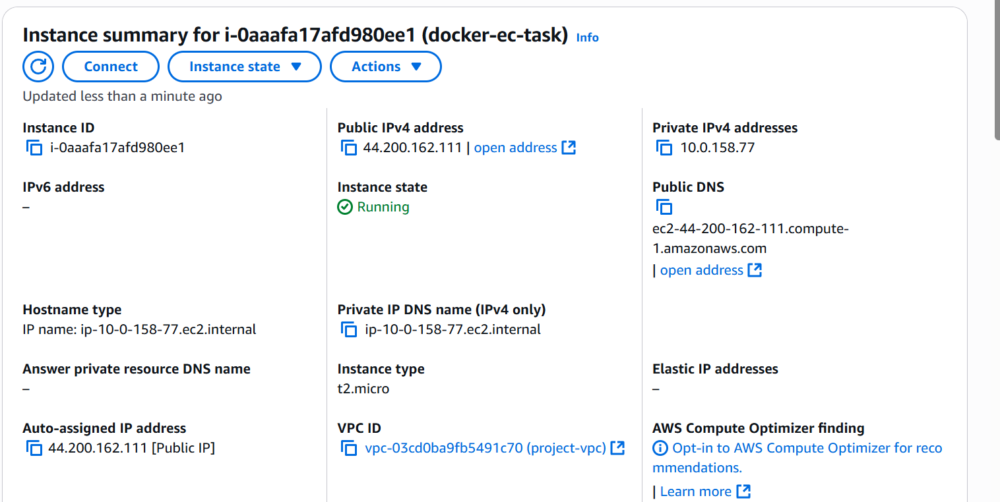 Instance summary for i-0aaafa17afd980ee1 (docker-ec-task) Info
Connect
Instance state
Actions
Updated less than a minute ago
Instance ID
i-0aaafa17afd980ee1
Public IPv4 address
44.200.162.111 | open address
Private IPv4 addresses
10.0.158.77
IPv6 address
–
Instance state
Running
Public DNS
ec2-44-200-162-111.compute-
1.amazonaws.com
| open address
Hostname type
IP name: ip-10-0-158-77.ec2.internal
Private IP DNS name (IPv4 only)
ip-10-0-158-77.ec2.internal
Answer private resource DNS name
–
Instance type
t2.micro
Elastic IP addresses
–
Auto-assigned IP address
44.200.162.111 [Public IP]
VPC ID
vpc-03cd0ba9fb5491c70 (project-vpc)
AWS Compute Optimizer finding
Opt-in to AWS Compute Optimizer for reco
mmendations.
| Learn more